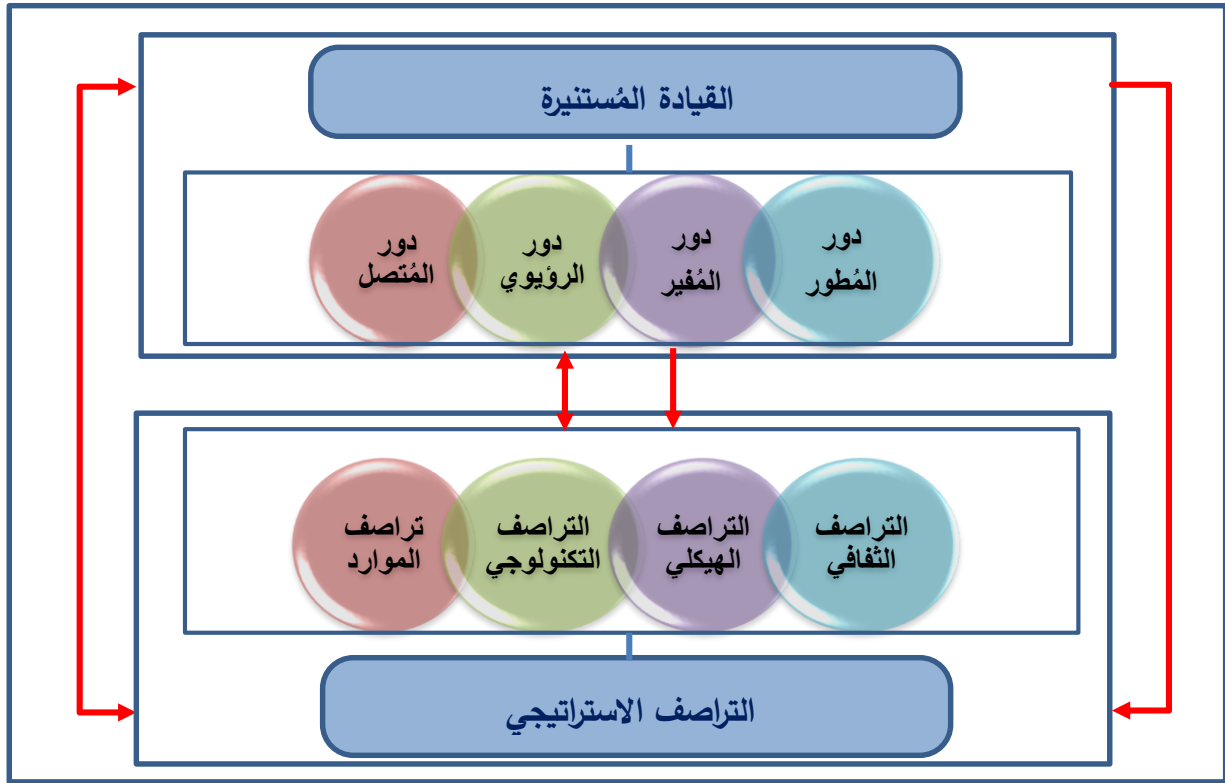 القيادة المُستنيرة
دور
المُطور
دور
المُفير
دور
الرؤيوي
دور
المُتصل
التراصف
الثفافي
التراصف
الهيكلي
التراصف
التكنولوجي
تراصف
الموارد
التراصف الاستراتيجي